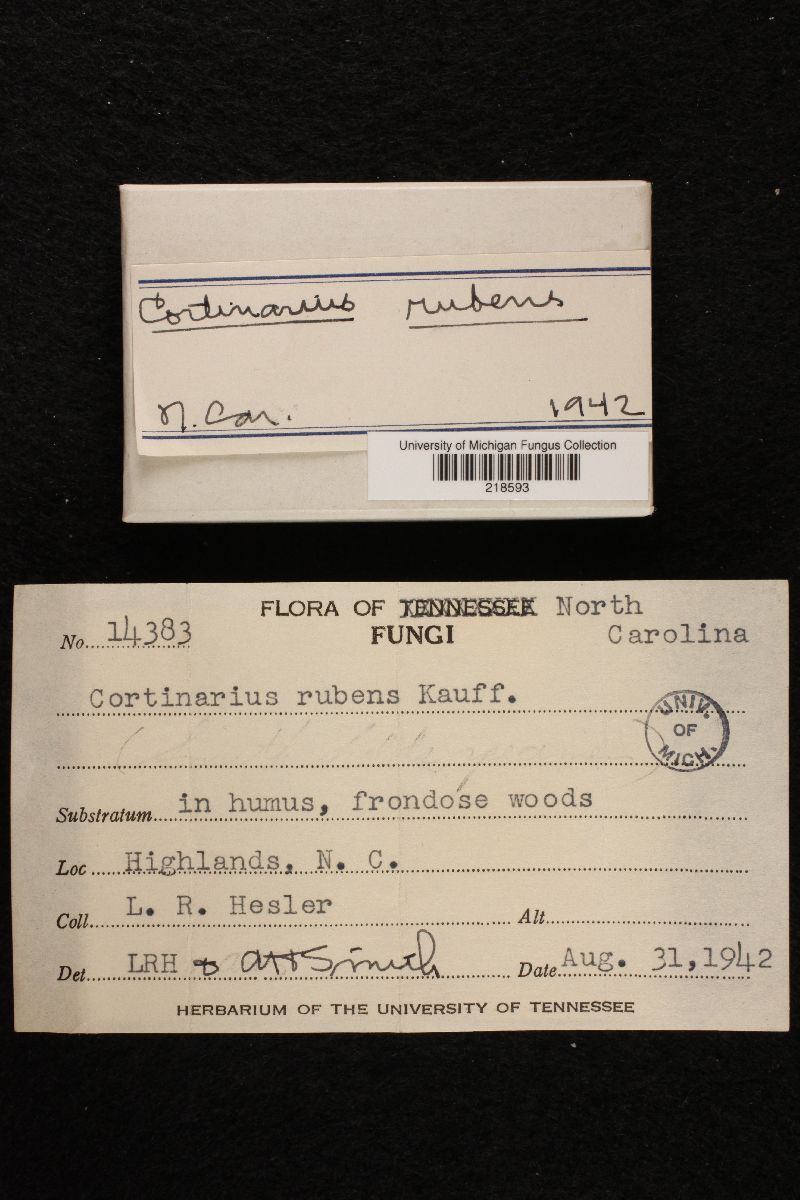 Cortinarius rubens
N. Car. 1942
University of Michigan Fungus Collection
218593
FLORA OF TENNESSEE North
No. 14383 FUNGI Carolina
Cortinarius rubens Kauff.
UNIV. OF MICH.
Substratum in humus, frondose woods
Loc Highlands, N. C.
Coll. L. R. Hesler Alt.
Det. LRH & AHSmith Date Aug. 31, 1942
HERBARIUM OF THE UNIVERSITY OF TENNESSEE